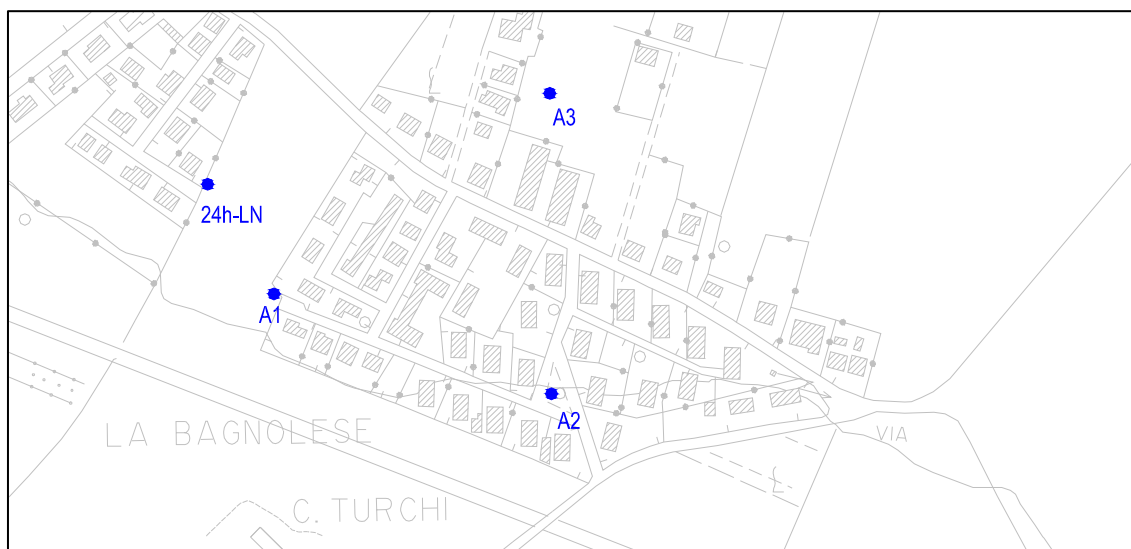 A3
24h-LN
A1
A2
LA BAGNOLESE
VIA
C. TURCHI